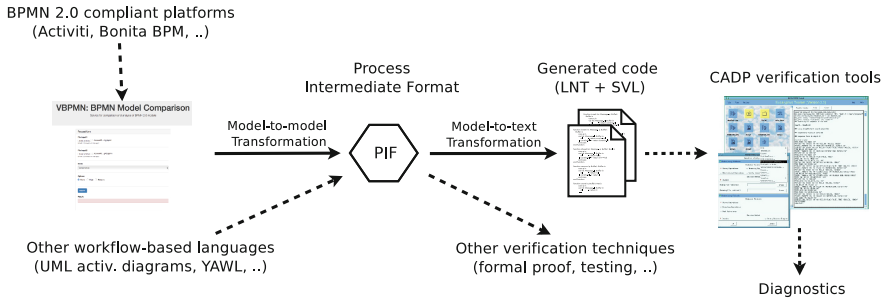 BPMN 2.0 compliant platforms
(Activiti, Bonita BPM, ..)
VBPMN: BPMN Model Comparison
Model-to-model
Transformation
Process
Intermediate Format
PIF
Model-to-text
Transformation
Generated code
(LNT + SVL)
CADP verification tools
Other workflow-based languages
(UML activ. diagrams, YAWL, ..)
Other verification techniques
(formal proof, testing, ..)
Diagnostics